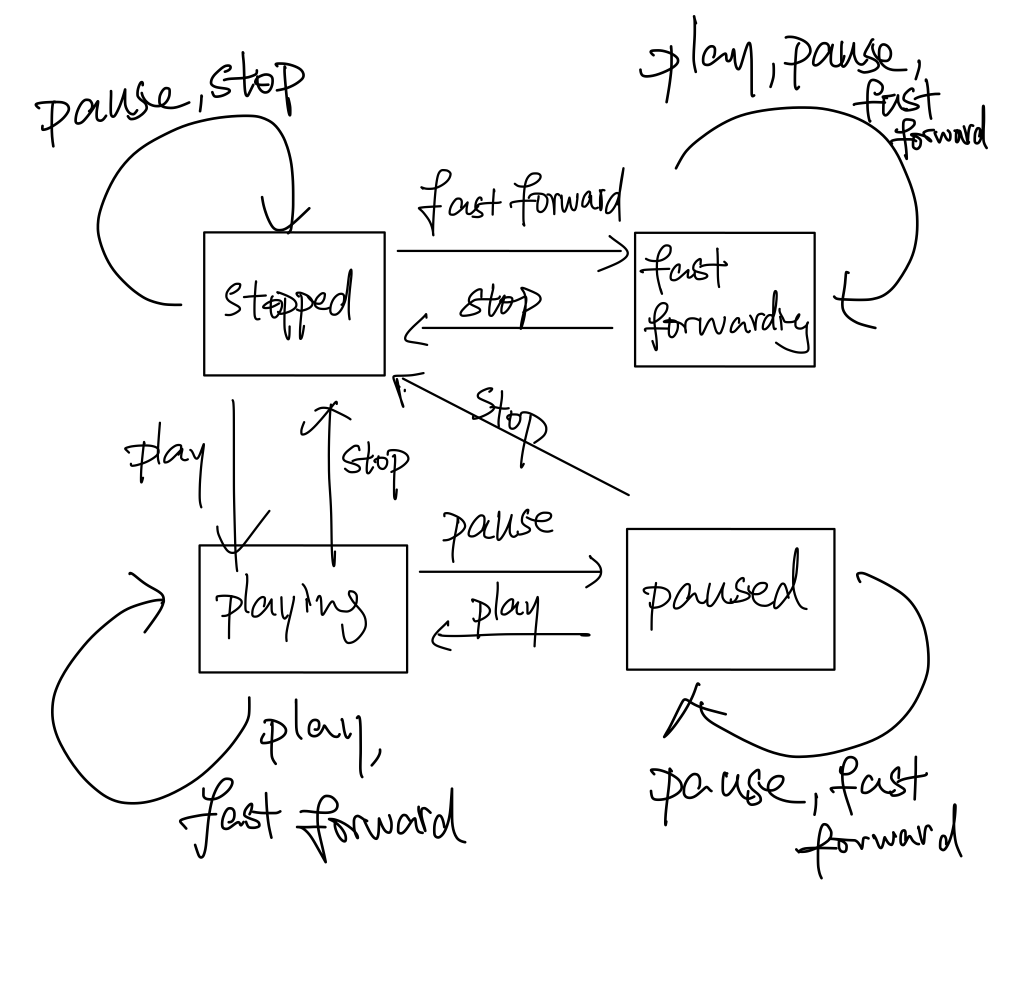 pause, stop
play, pause,
fast
forward
fast forward
stopped
stop
fast
forwarding
play
stop
stop
pause
playing
play
paused
play,
fast forward
pause, fast
forward